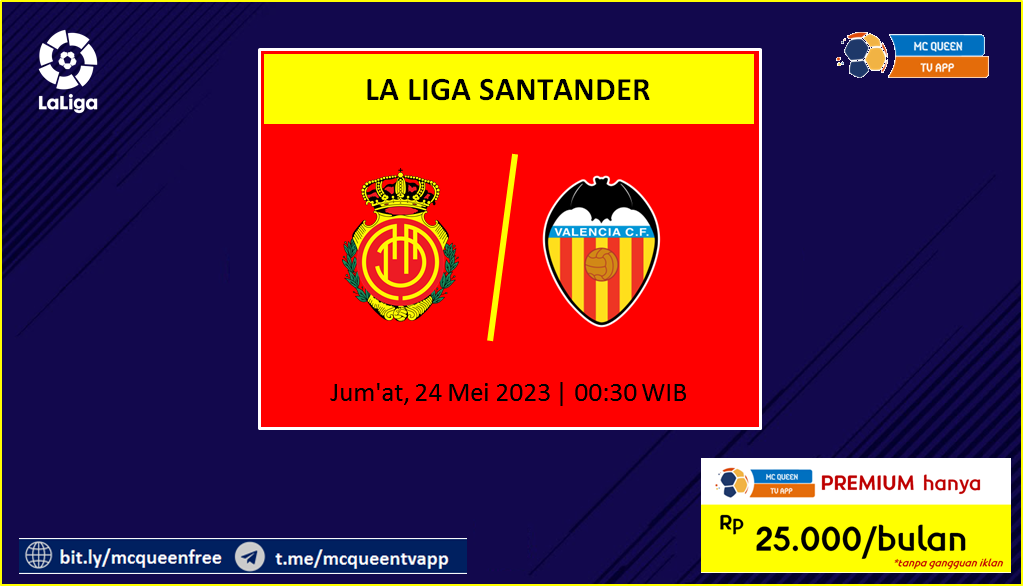 LaLiga
MC QUEEN
TV APP
LA LIGA SANTANDER
VALENCIA C.F.
Jum'at, 24 Mei 2023 | 00:30 WIB
MC QUEEN
TV APP
PREMIUM hanya
Rp 25.000/bulan
*tanpa gangguan iklan
bit.ly/mcqueenfree
t.me/mcqueentvapp